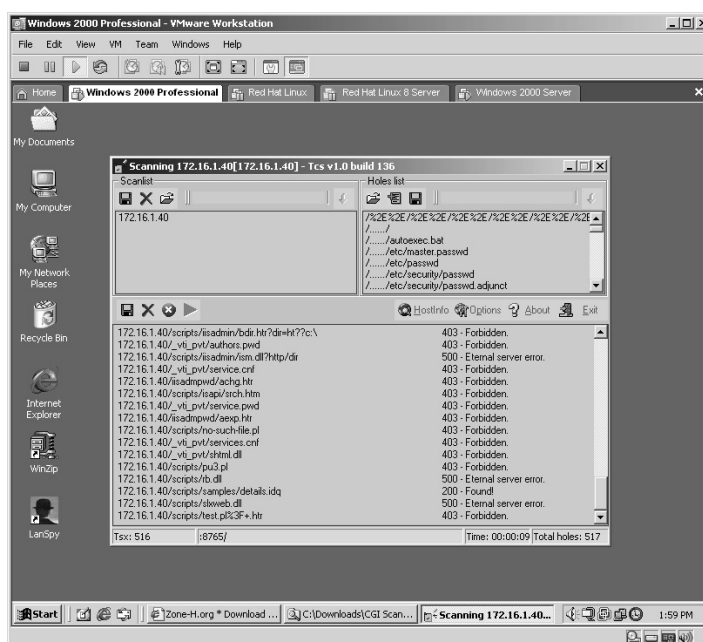 Windows 2000 Professional - VMware Workstation
File Edit View VM Team Windows Help
Home Windows 2000 Professional Red Hat Linux Red Hat Linux 8 Server Windows 2000 Server
My Documents
My Computer
My Network
Places
Recycle Bin
Internet
Explorer
WinZip
LanSpy
Scanning 172.16.1.40[172.16.1.40] - Tcs v1.0 build 136
Scanlist Holes list
172.16.1.40
/%2E%2E/%2E%2E/%2E%2E/%2E%2E/%2E%2E/%2E
/....../
/....../autoexec.bat
/....../etc/master.passwd
/....../etc/passwd
/....../etc/security/passwd
/....../etc/security/passwd.adjunct
HostInfo Options About Exit
172.16.1.40/scripts/iisadmin/bdir.htr?dir=ht??c:\ 403 - Forbidden.
172.16.1.40/_vti_pvt/authors.pwd 403 - Forbidden.
172.16.1.40/scripts/iisadmin/ism.dll?http/dir 500 - Eternal server error.
172.16.1.40/_vti_pvt/service.cnf 403 - Forbidden.
172.16.1.40/iisadmpwd/achg.htr 403 - Forbidden.
172.16.1.40/scripts/isapi/srch.htm 403 - Forbidden.
172.16.1.40/_vti_pvt/service.pwd 403 - Forbidden.
172.16.1.40/iisadmpwd/aexp.htr 403 - Forbidden.
172.16.1.40/scripts/no-such-file.pl 403 - Forbidden.
172.16.1.40/_vti_pvt/services.cnf 403 - Forbidden.
172.16.1.40/_vti_pvt/shtml.dll 403 - Forbidden.
172.16.1.40/scripts/pu3.pl 403 - Forbidden.
172.16.1.40/scripts/rb.dll 500 - Eternal server error.
172.16.1.40/scripts/samples/details.idq 200 - Found!
172.16.1.40/scripts/slxweb.dll 500 - Eternal server error.
172.16.1.40/scripts/test.pl%3F+.htr 403 - Forbidden.
Tsx: 516 :8765/ Time: 00:00:09 Total holes: 517
Start Zone-H.org * Download ... C:\Downloads\CGI Scan... Scanning 172.16.1.40... 1:59 PM